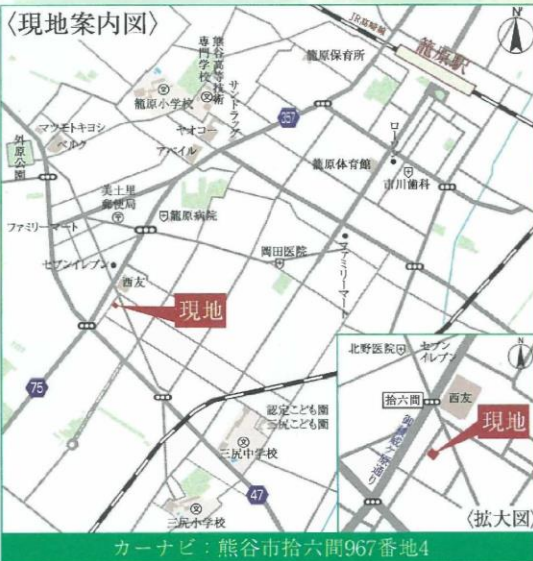 〈現地案内図〉
N
JR高崎線
籠原駅
籠原保育所
熊谷高等技術
専門学校
サンドラッグ
籠原小学校
ヤオコー
アベイル
357
マツモトキヨシ
ベルク
外原公園
ローソン
籠原体育館
市川歯科
美土里
郵便局
籠原病院
ファミリーマート
岡田医院
ファミリーマート
セブンイレブン
西友
現地
75
認定こども園
三尻こども園
三尻中学校
47
三尻小学校
北野医院
セブン
イレブン
N
拾六間
西友
現地
〈拡大図〉
カーナビ：熊谷市拾六間967番地4